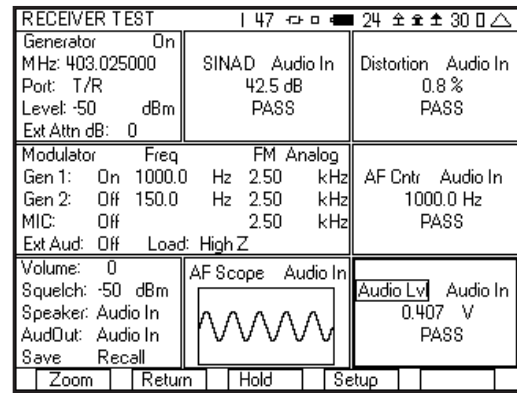 RECEIVER TEST 47 24 30
Generator On
MHz: 403.025000
Port: T/R
Level: -50 dBm
Ext Attn dB: 0
SINAD Audio In
42.5 dB
PASS
Distortion Audio In
0.8 %
PASS
Modulator Freq FM Analog
Gen 1: On 1000.0 Hz 2.50 kHz
Gen 2: Off 150.0 Hz 2.50 kHz
MIC: Off 2.50 kHz
Ext Aud: Off Load: High Z
AF Cntr Audio In
1000.0 Hz
PASS
Volume: 0
Squelch: -50 dBm
Speaker: Audio In
AudOut: Audio In
Save Recall
AF Scope Audio In
Audio Lvl Audio In
0.407 V
PASS
Zoom Return Hold Setup